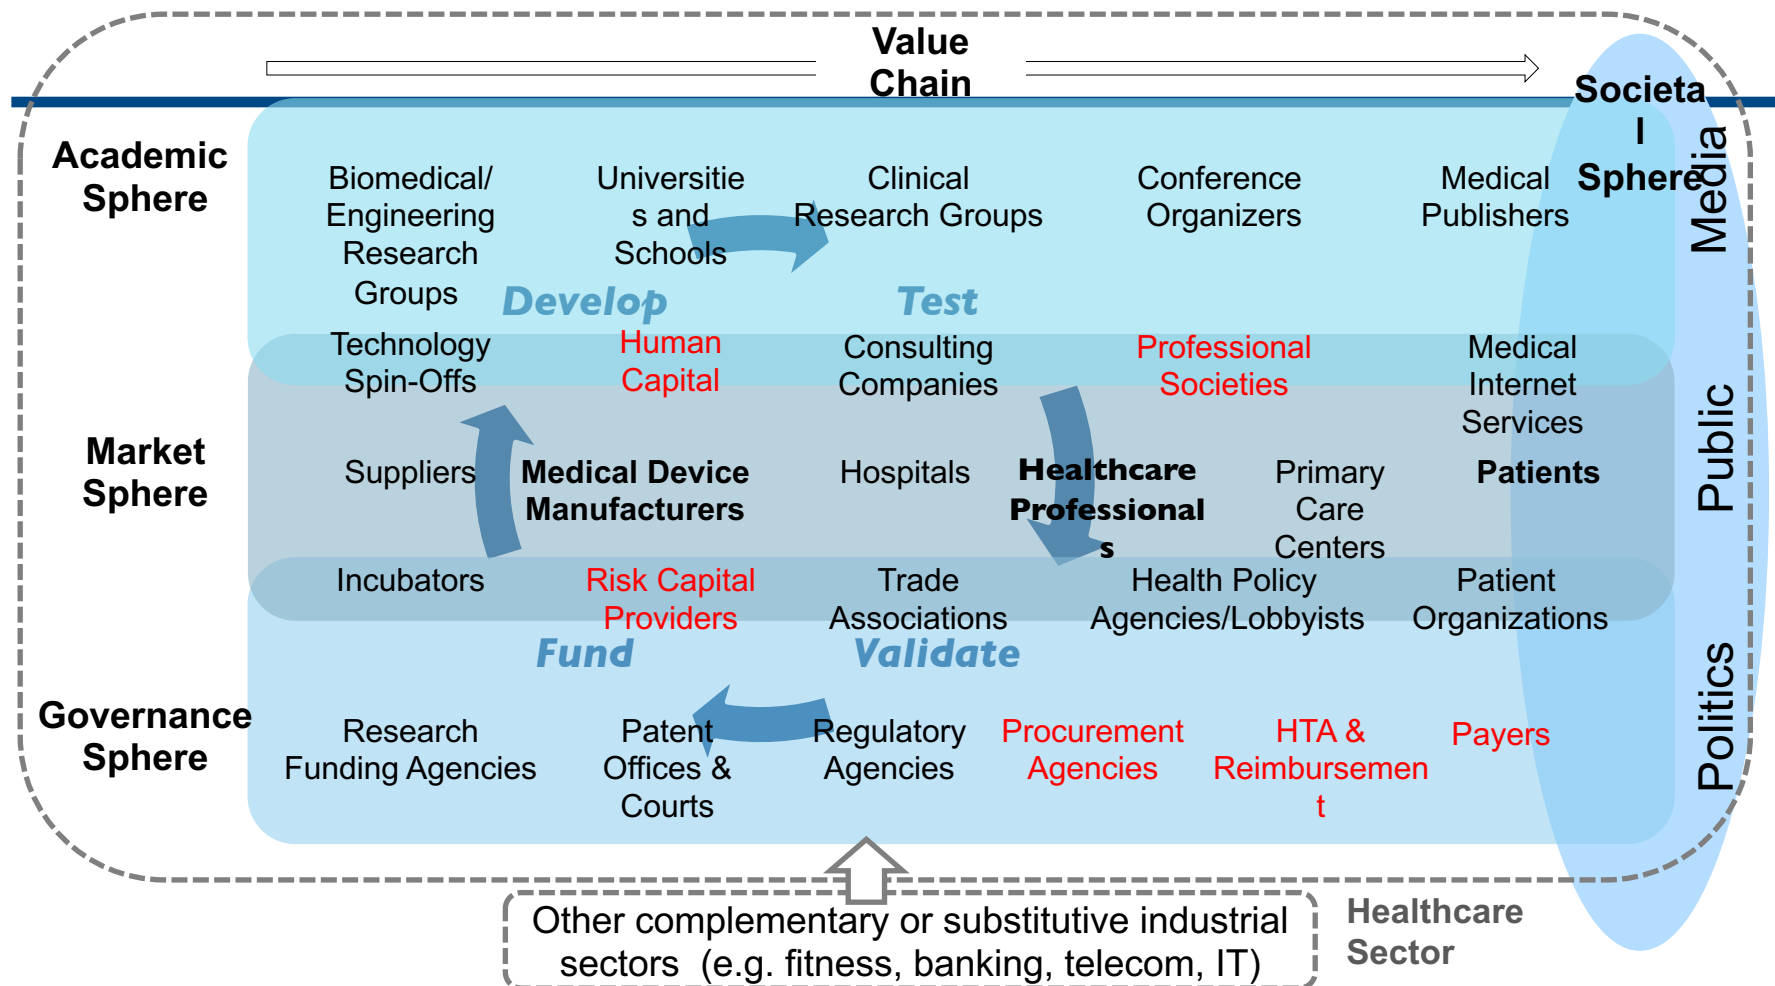 Value
Chain
Societa
l
Sphere
Media
Public
Politics
Academic
Sphere
Biomedical/
Engineering
Research
Groups
Universitie
s and
Schools
Clinical
Research Groups
Conference
Organizers
Medical
Publishers
Develop
Test
Technology
Spin-Offs
Human
Capital
Consulting
Companies
Professional
Societies
Medical
Internet
Services
Market
Sphere
Suppliers
Medical Device
Manufacturers
Hospitals
Healthcare
Professional
s
Primary
Care
Centers
Patients
Incubators
Risk Capital
Providers
Trade
Associations
Health Policy
Agencies/Lobbyists
Patient
Organizations
Fund
Validate
Governance
Sphere
Research
Funding Agencies
Patent
Offices &
Courts
Regulatory
Agencies
Procurement
Agencies
HTA &
Reimbursemen
t
Payers
Other complementary or substitutive industrial
sectors (e.g. fitness, banking, telecom, IT)
Healthcare
Sector